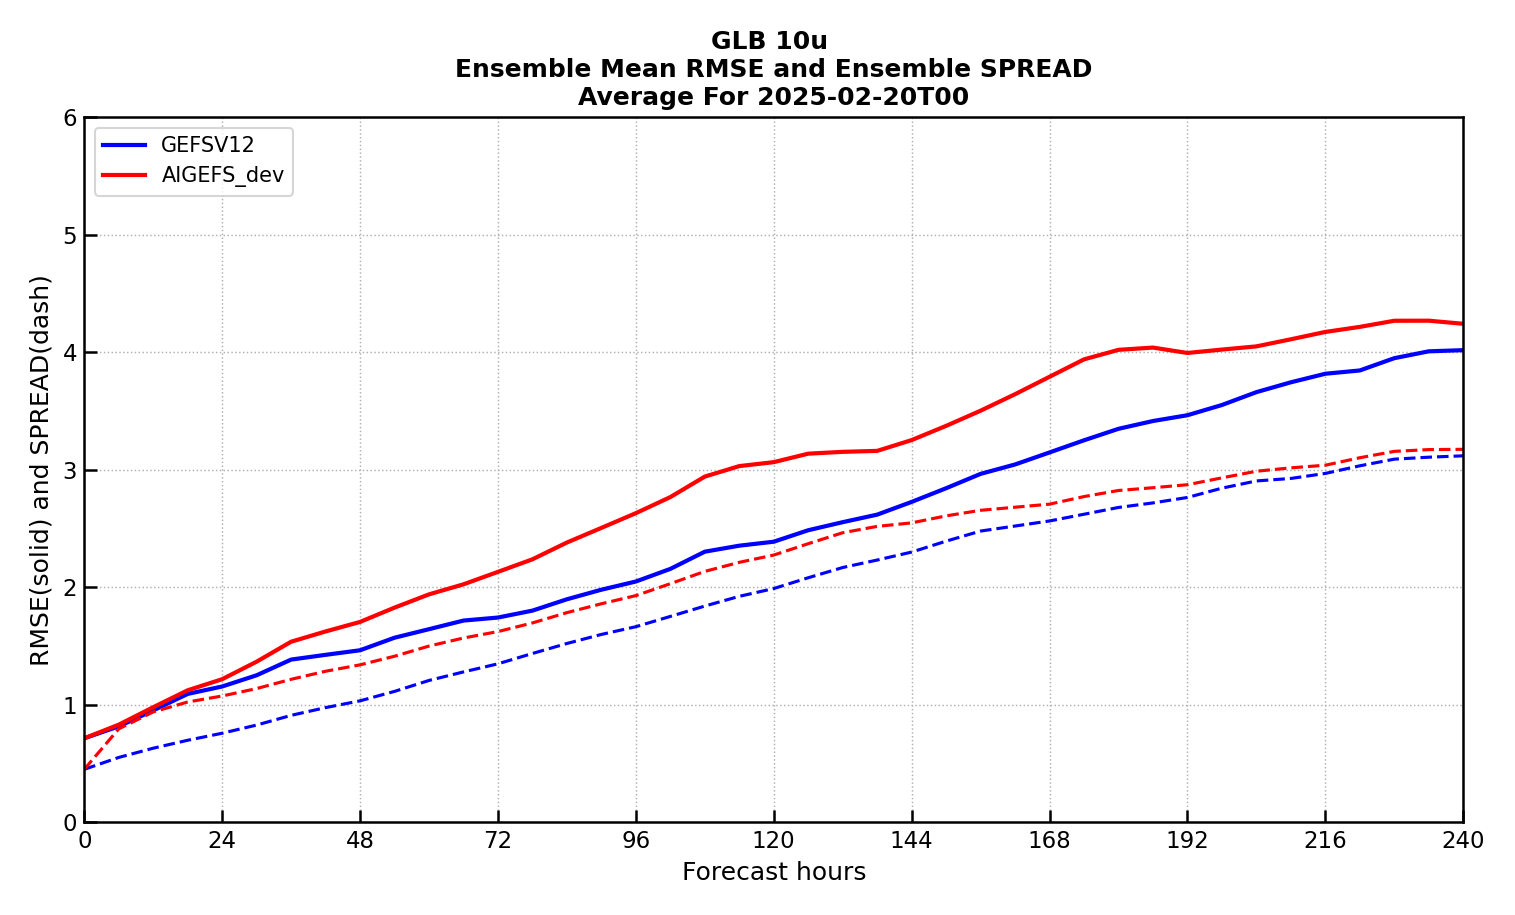 GLB 10u
Ensemble Mean RMSE and Ensemble SPREAD
Average For 2025-02-20T00
GEFSV12
AIGEFS_dev
RMSE(solid) and SPREAD(dash)
6
5
4
3
2
1
0
0 24 48 72 96 120 144 168 192 216 240
Forecast hours